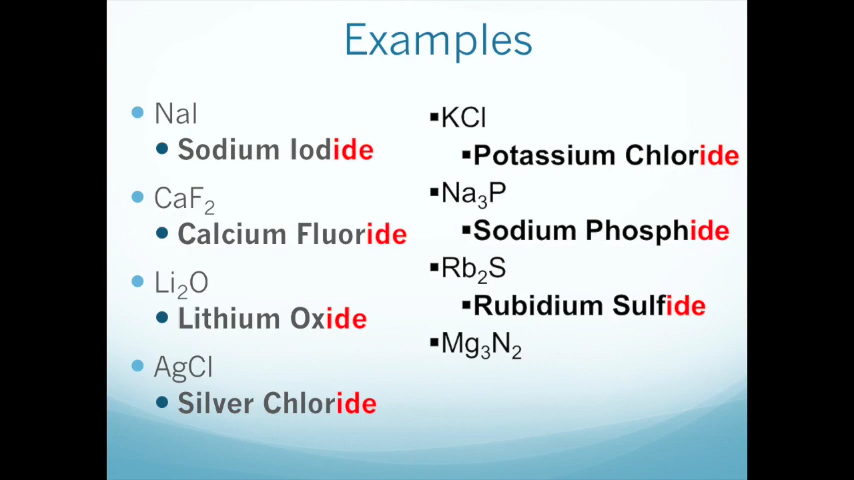 Examples
NaI
Sodium Iodide
CaF₂
Calcium Fluoride
Li₂O
Lithium Oxide
AgCl
Silver Chloride
KCl
Potassium Chloride
Na₃P
Sodium Phosphide
Rb₂S
Rubidium Sulfide
Mg₃N₂